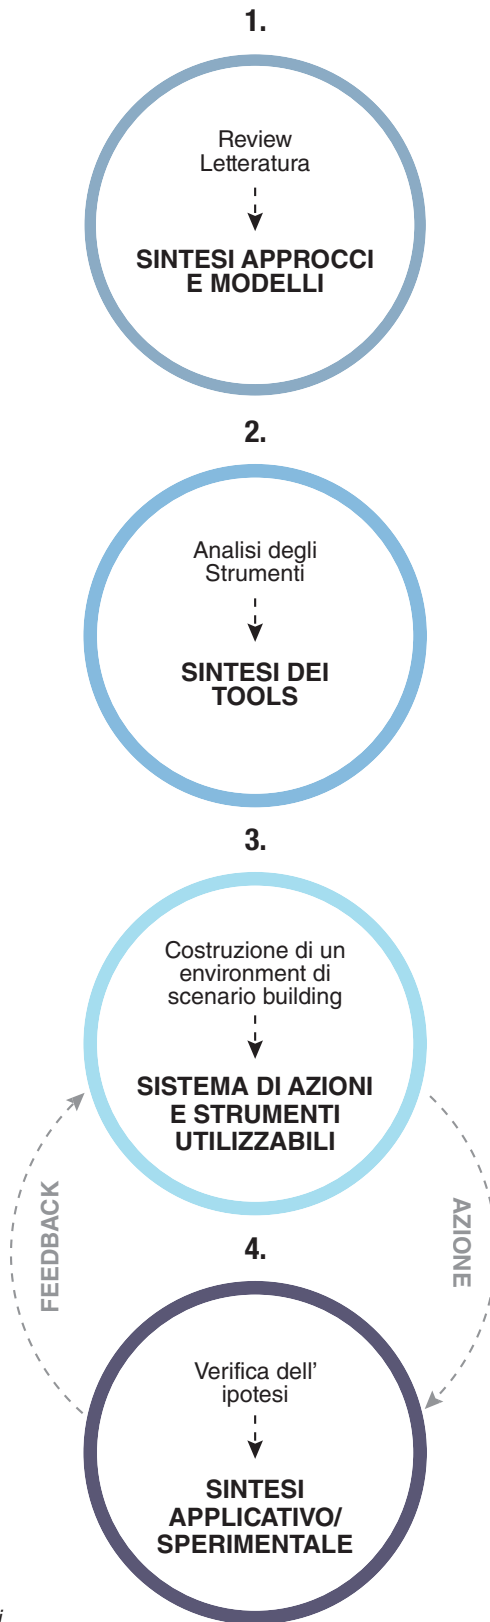 1.
Review
Letteratura
SINTESI APPROCCI
E MODELLI
2.
Analisi degli
Strumenti
SINTESI DEI
TOOLS
3.
Costruzione di un
environment di
scenario building
SISTEMA DI AZIONI
E STRUMENTI
UTILIZZABILI
FEEDBACK
AZIONE
4.
Verifica dell'
ipotesi
SINTESI
APPLICATIVO/
SPERIMENTALE